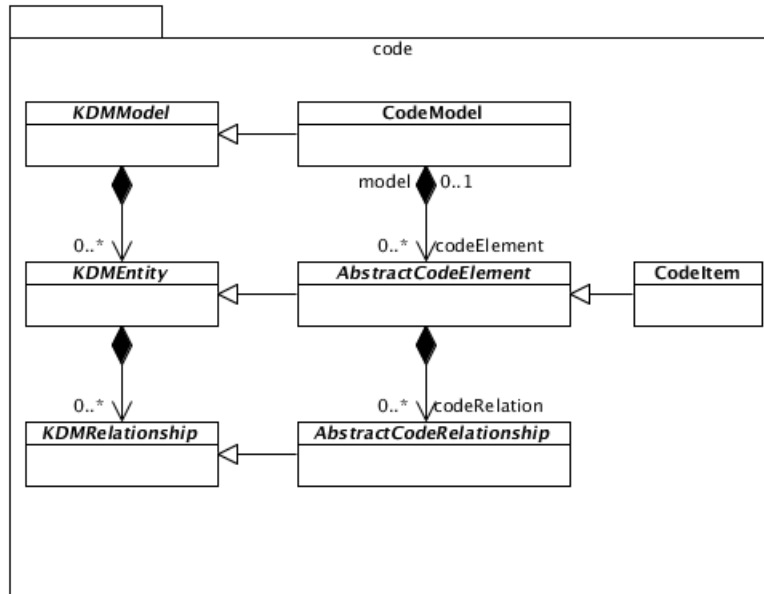 code
KDMModel
CodeModel
model 0..1
0..*
0..* codeElement
KDMEntity
AbstractCodeElement
CodeItem
0..*
0..* codeRelation
KDMRelationship
AbstractCodeRelationship